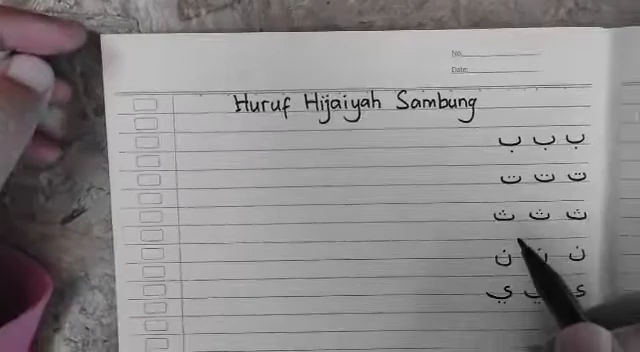 No.
Date:
Huruf Hijaiyah Sambung
ب ب ب
ت ت ت
ث ث ث
ن ن ن
ي ي ي